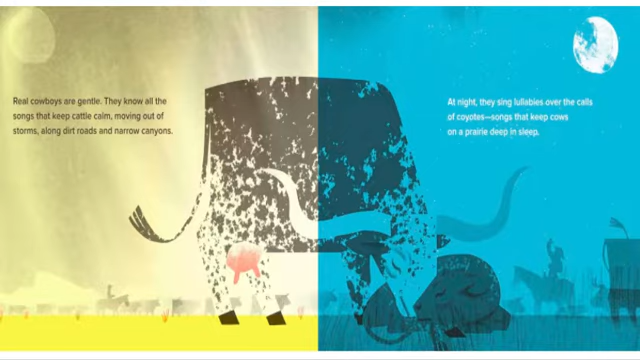 Real cowboys are gentle. They know all the
songs that keep cattle calm, moving out of
storms, along dirt roads and narrow canyons.
At night, they sing lullabies over the calls
of coyotes—songs that keep cows
on a prairie deep in sleep.